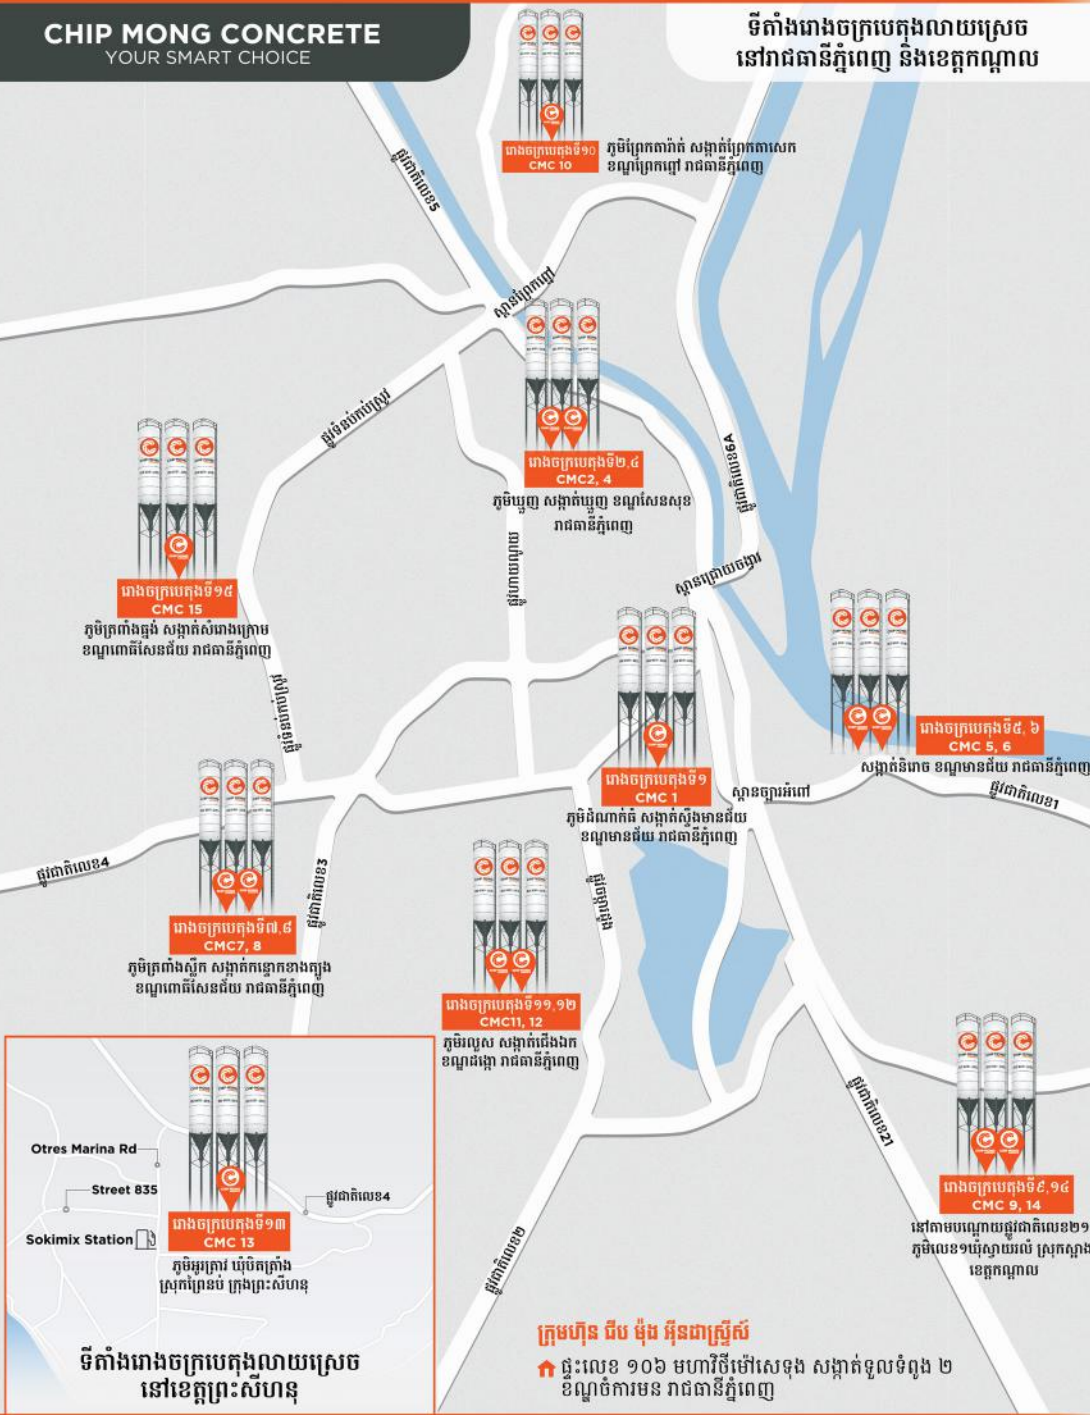 CHIP MONG CONCRETE
YOUR SMART CHOICE
ទីតាំងរោងចក្របេតុងលាយស្រេច
នៅរាជធានីភ្នំពេញ និងខេត្តកណ្តាល
រោងចក្របេតុងទី១០
CMC 10
ភូមិព្រែកតារ៉ាត់ សង្កាត់ព្រែកតាសេក
ខណ្ឌព្រែកព្នៅ រាជធានីភ្នំពេញ
ផ្លូវជាតិលេខ5
ស្ពានព្រែកព្នៅ
ផ្លូវទំនប់កប់ស្រូវ
រោងចក្របេតុងទី២,៤
CMC2, 4
ភូមិឃ្មួញ សង្កាត់ឃ្មួញ ខណ្ឌសែនសុខ
រាជធានីភ្នំពេញ
ផ្លូវជាតិលេខ6A
ផ្លូវហាយណូយ
ស្ពានជ្រោយចង្វារ
រោងចក្របេតុងទី១៥
CMC 15
ភូមិត្រពាំងធ្នង់ សង្កាត់សំរោងក្រោម
ខណ្ឌពោធិ៍សែនជ័យ រាជធានីភ្នំពេញ
រោងចក្របេតុងទី១
CMC 1
ភូមិដំណាក់ធំ សង្កាត់ស្ទឹងមានជ័យ
ខណ្ឌមានជ័យ រាជធានីភ្នំពេញ
រោងចក្របេតុងទី៥, ៦
CMC 5, 6
សង្កាត់និរោធ ខណ្ឌមានជ័យ រាជធានីភ្នំពេញ
ស្ពានច្បារអំពៅ
ផ្លូវជាតិលេខ1
ផ្លូវជាតិលេខ4
ផ្លូវជាតិលេខ3
រោងចក្របេតុងទី៧,៨
CMC7, 8
ភូមិត្រពាំងស្លឹក សង្កាត់កន្ទោកខាងត្បូង
ខណ្ឌពោធិ៍សែនជ័យ រាជធានីភ្នំពេញ
ផ្លូវចម្ការដូង
រោងចក្របេតុងទី១១,១២
CMC11, 12
ភូមិរលួស សង្កាត់ជើងឯក
ខណ្ឌដង្កោ រាជធានីភ្នំពេញ
ផ្លូវជាតិលេខ21
រោងចក្របេតុងទី៩,១៤
CMC 9, 14
នៅតាមបណ្តោយផ្លូវជាតិលេខ២១
ភូមិលេខ១ឃុំស្វាយរលំ ស្រុកស្អាង
ខេត្តកណ្តាល
ផ្លូវជាតិលេខ២
Otres Marina Rd
Street 835
Sokimix Station
ផ្លូវជាតិលេខ4
រោងចក្របេតុងទី១៣
CMC 13
ភូមិអូរត្រាវ ឃុំបិតត្រាំង
ស្រុកព្រៃនប់ ក្រុងព្រះសីហនុ
ទីតាំងរោងចក្របេតុងលាយស្រេច
នៅខេត្តព្រះសីហនុ
ក្រុមហ៊ុន ជីប ម៉ុង អ៊ីនដាស្ទ្រីស៍
ផ្ទះលេខ ១០៦ មហាវិថីម៉ៅសេទុង សង្កាត់ទួលទំពូង ២
ខណ្ឌចំការមន រាជធានីភ្នំពេញ